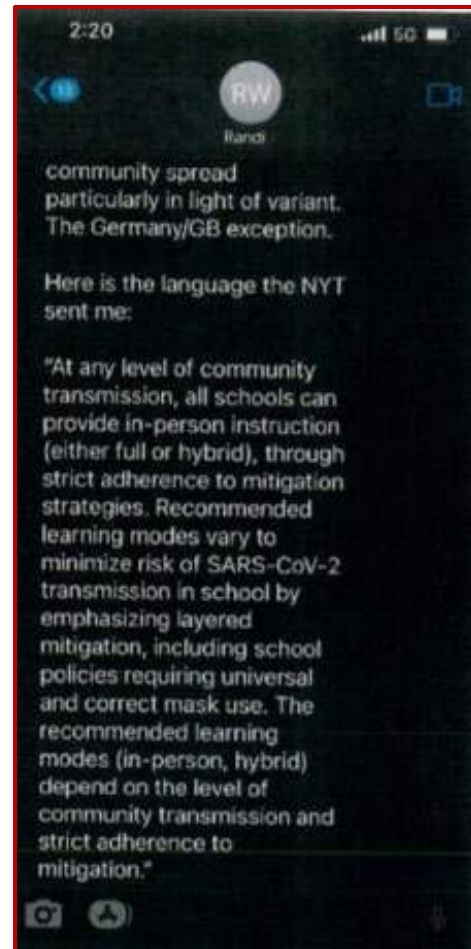 2:20
5G
RW
Randi
community spread
particularly in light of variant.
The Germany/GB exception.
Here is the language the NYT
sent me:
"At any level of community
transmission, all schools can
provide in-person instruction
(either full or hybrid), through
strict adherence to mitigation
strategies. Recommended
learning modes vary to
minimize risk of SARS-CoV-2
transmission in school by
emphasizing layered
mitigation, including school
policies requiring universal
and correct mask use. The
recommended learning
modes (in-person, hybrid)
depend on the level of
community transmission and
strict adherence to
mitigation."